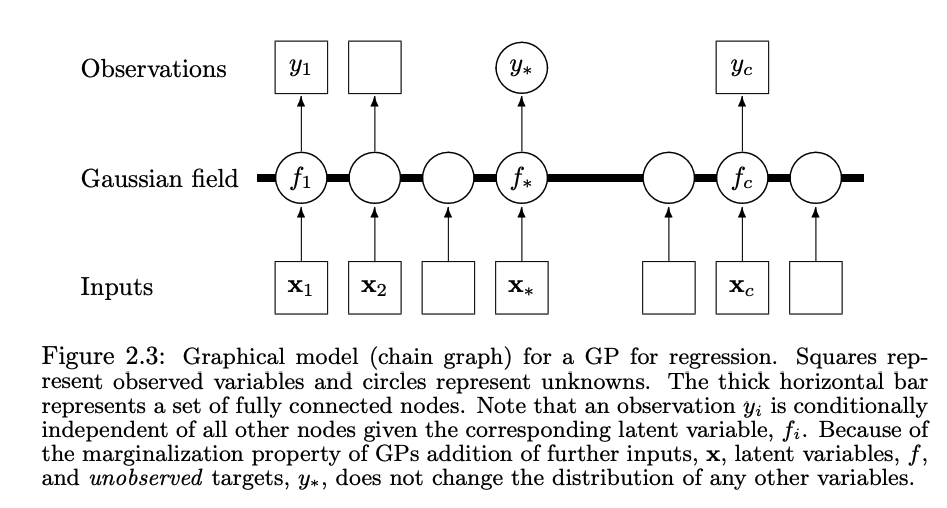 Observations y₁ y∗ y_c
Gaussian field f₁ f∗ f_c
Inputs x₁ x₂ x∗ x_c
Figure 2.3: Graphical model (chain graph) for a GP for regression. Squares rep-
resent observed variables and circles represent unknowns. The thick horizontal bar
represents a set of fully connected nodes. Note that an observation yᵢ is conditionally
independent of all other nodes given the corresponding latent variable, fᵢ. Because of
the marginalization property of GPs addition of further inputs, x, latent variables, f,
and unobserved targets, y∗, does not change the distribution of any other variables.